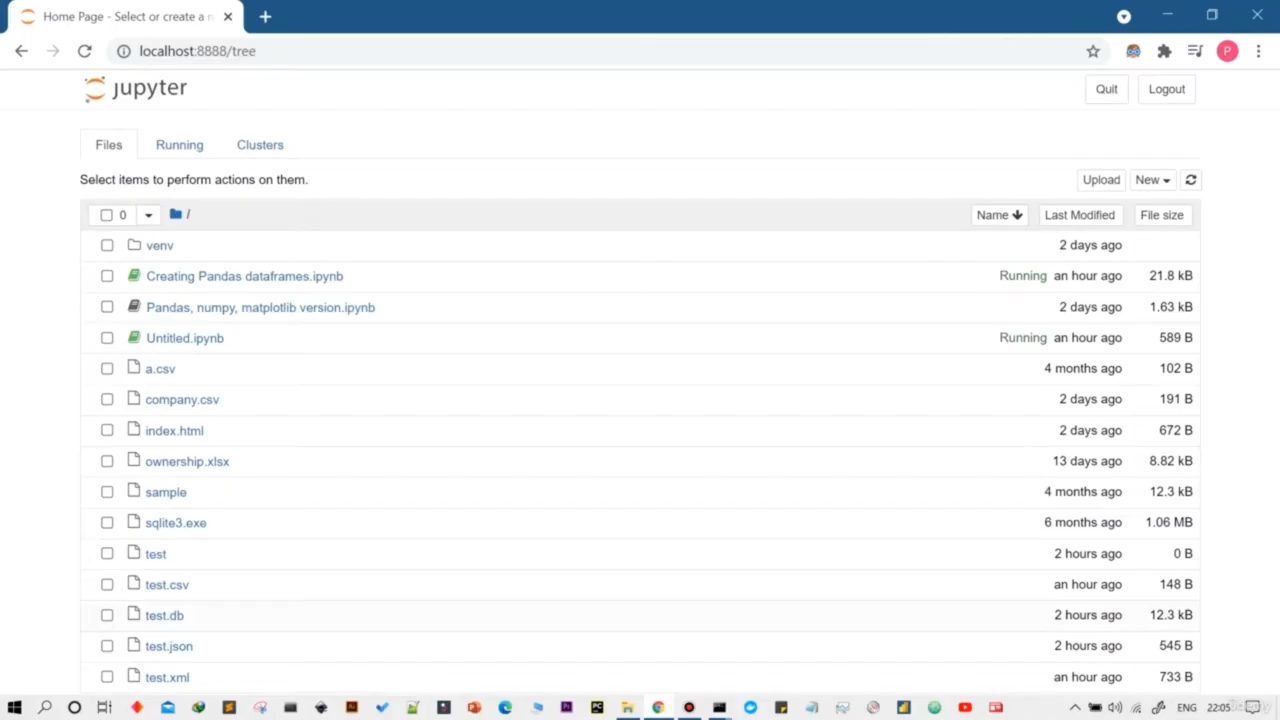 Home Page - Select or create a n
localhost:8888/tree
P
jupyter
Quit
Logout
Files
Running
Clusters
Select items to perform actions on them.
Upload
New
0
/
Name
Last Modified
File size
venv
2 days ago
Creating Pandas dataframes.ipynb
Running an hour ago
21.8 kB
Pandas, numpy, matplotlib version.ipynb
2 days ago
1.63 kB
Untitled.ipynb
Running an hour ago
589 B
a.csv
4 months ago
102 B
company.csv
2 days ago
191 B
index.html
2 days ago
672 B
ownership.xlsx
13 days ago
8.82 kB
sample
4 months ago
12.3 kB
sqlite3.exe
6 months ago
1.06 MB
test
2 hours ago
0 B
test.csv
an hour ago
148 B
test.db
2 hours ago
12.3 kB
test.json
2 hours ago
545 B
test.xml
an hour ago
733 B
ENG
22:05